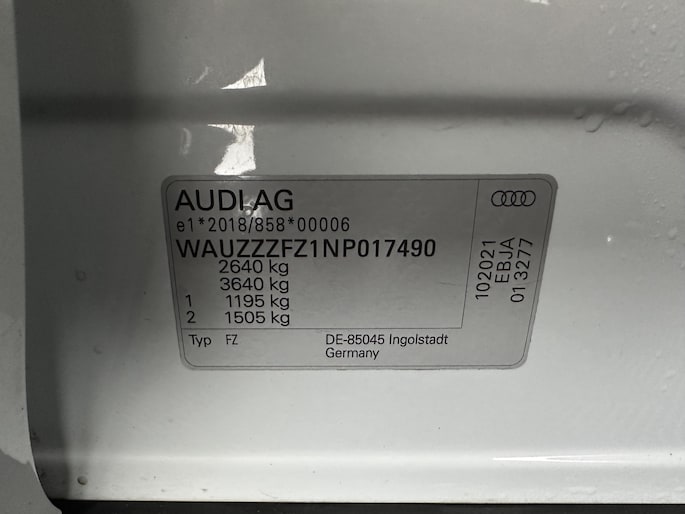 AUDI AG
e1*2018/858*00006
WAUZZZFZ1NP017490
2640 kg
3640 kg
1 1195 kg
2 1505 kg
Typ FZ
DE-85045 Ingolstadt
Germany
102021
EBJA
01 3277